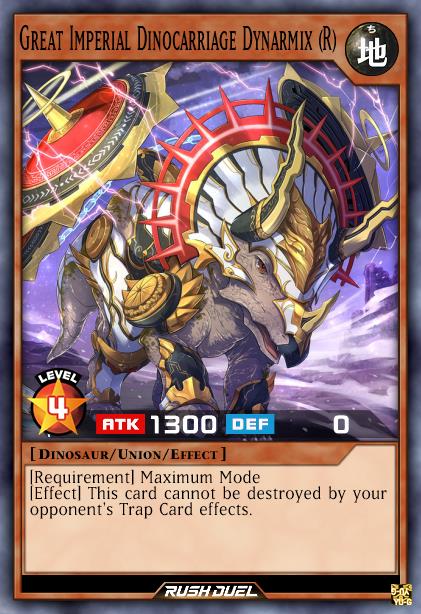 Great Imperial Dinocarriage Dynarmix (R)
ち
地
LEVEL
4
ATK 1300 DEF 0
[ Dinosaur/Union/Effect ]
[Requirement] Maximum Mode
[Effect] This card cannot be destroyed by your
opponent's Trap Card effects.
RUSH DUEL